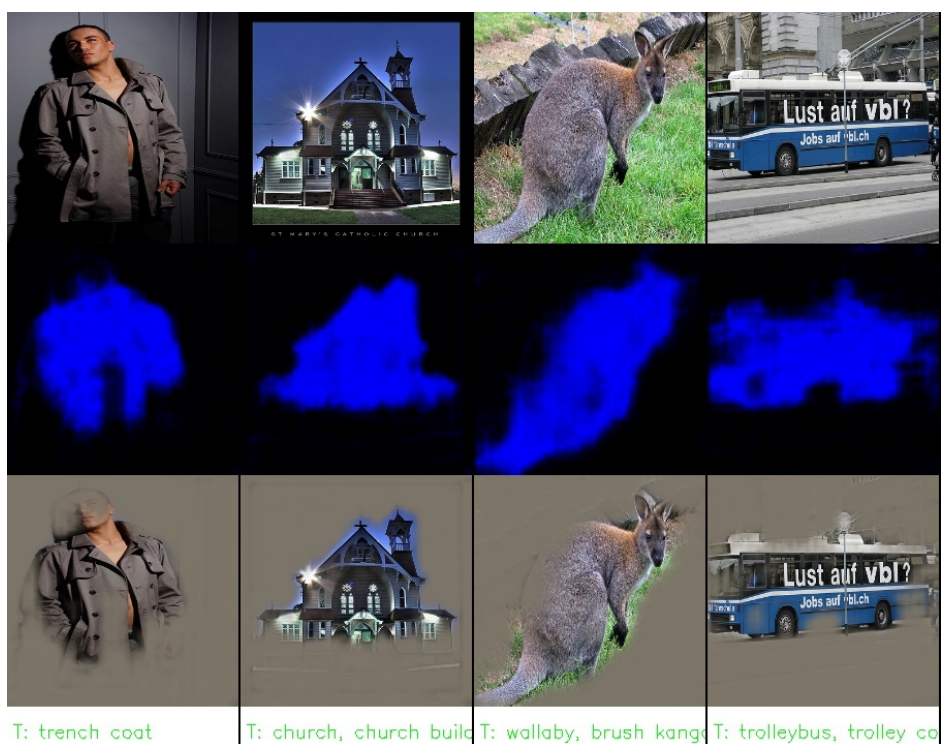 Lust auf vbl?
Jobs auf vbl.ch
ST MARY'S CATHOLIC CHURCH
Lust auf vbl?
Jobs auf vbl.ch
T: trench coat
T: church, church build
T: wallaby, brush kang
T: trolleybus, trolley co